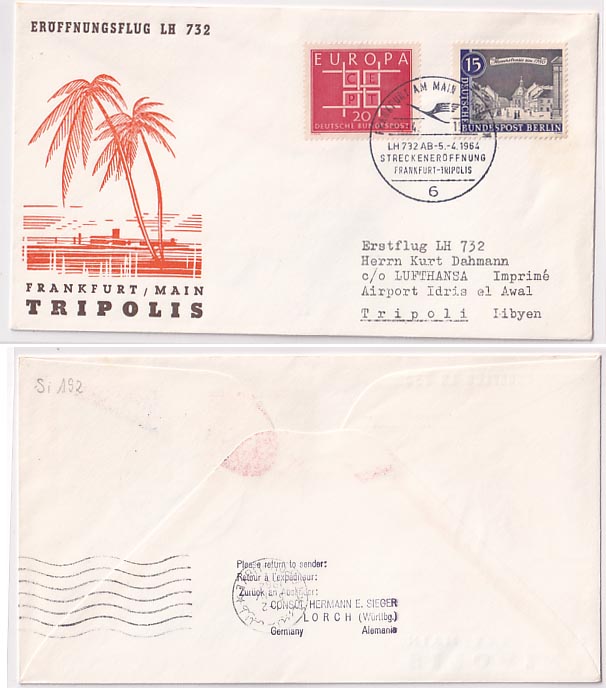 ERÖFFNUNGSFLUG LH 732
EUROPA
C E
P T
20
DEUTSCHE BUNDESPOST
15
DEUTSCHE
BUNDESPOST BERLIN
AM MAIN
LH 732 AB -5.-4.1964
STRECKENERÖFFNUNG
FRANKFURT-TRIPOLIS
6
FRANKFURT / MAIN
TRIPOLIS
Erstflug LH 732
Herrn Kurt Dahmann
c/o LUFTHANSA Imprimé
Airport Idris el Awal
Tripoli Libyen
Si 192
Please return to sender:
Retour à l'expéditeur:
Zurück an Absender:
CONSUL HERMANN E. SIEGER
LORCH (Württbg.)
Germany Alemania